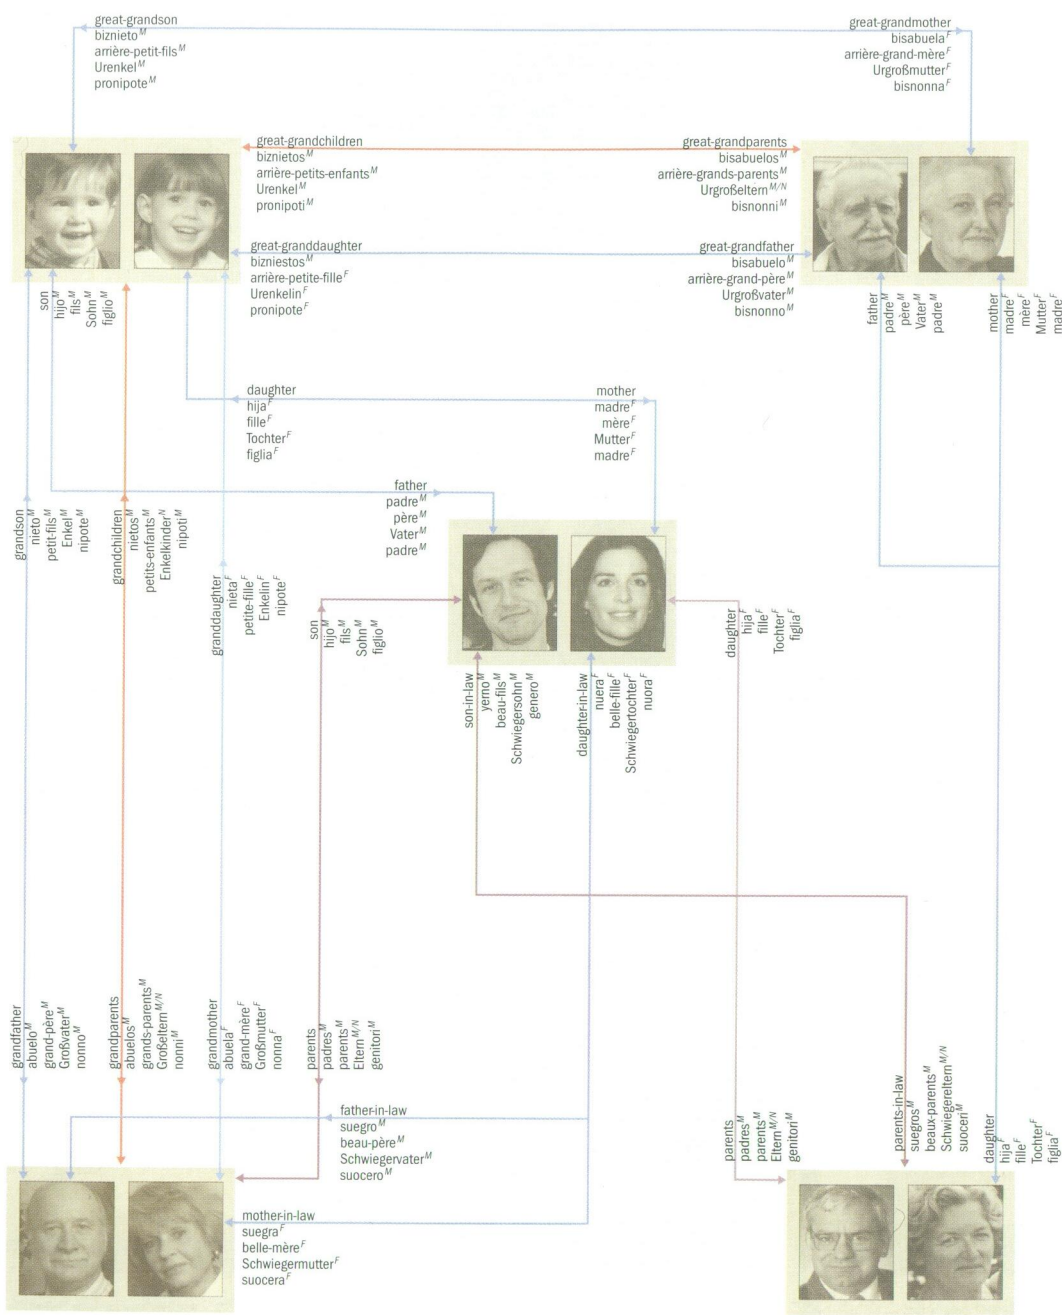 great-grandson
biznieto M
arrière-petit-fils M
Urenkel M
pronipote M
great-grandmother
bisabuela F
arrière-grand-mère F
Urgroßmutter F
bisnonna F
great-grandchildren
biznietos M
arrière-petits-enfants M
Urenkel M
pronipoti M
great-grandparents
bisabuelos M
arrière-grands-parents M
Urgroßeltern M/N
bisnonni M
great-granddaughter
bizniestos M
arrière-petite-fille F
Urenkelin F
pronipote F
great-grandfather
bisabuelo M
arrière-grand-père M
Urgroßvater M
bisnonno M
son
hijo M
fils M
Sohn M
figlio M
father
padre M
père M
Vater M
padre M
mother
madre F
mère F
Mutter F
madre F
daughter
hija F
fille F
Tochter F
figlia F
mother
madre F
mère F
Mutter F
madre F
father
padre M
père M
Vater M
padre M
grandson
nieto M
petit-fils M
Enkel M
nipote M
grandchildren
nietos M
petits-enfants M
Enkelkinder N
nipoti M
granddaughter
nieta F
petite-fille F
Enkelin F
nipote F
son
hijo M
fils M
Sohn M
figlio M
daughter
hija F
fille F
Tochter F
figlia F
son-in-law
yerno M
beau-fils M
Schwiegersohn M
genero M
daughter-in-law
nuera F
belle-fille F
Schwiegertochter F
nuora F
grandfather
abuelo M
grand-père M
Großvater M
nonno M
grandparents
abuelos M
grands-parents M
Großeltern M/N
nonni M
grandmother
abuela F
grand-mère F
Großmutter F
nonna F
parents
padres M
parents M
Eltern M/N
genitori M
father-in-law
suegro M
beau-père M
Schwiegervater M
suocero M
mother-in-law
suegra F
belle-mère F
Schwiegermutter F
suocera F
parents
padres M
parents M
Eltern M/N
genitori M
parents-in-law
suegros M
beaux-parents M
Schwiegereltern M/N
suoceri M
daughter
hija F
fille F
Tochter F
figlia F